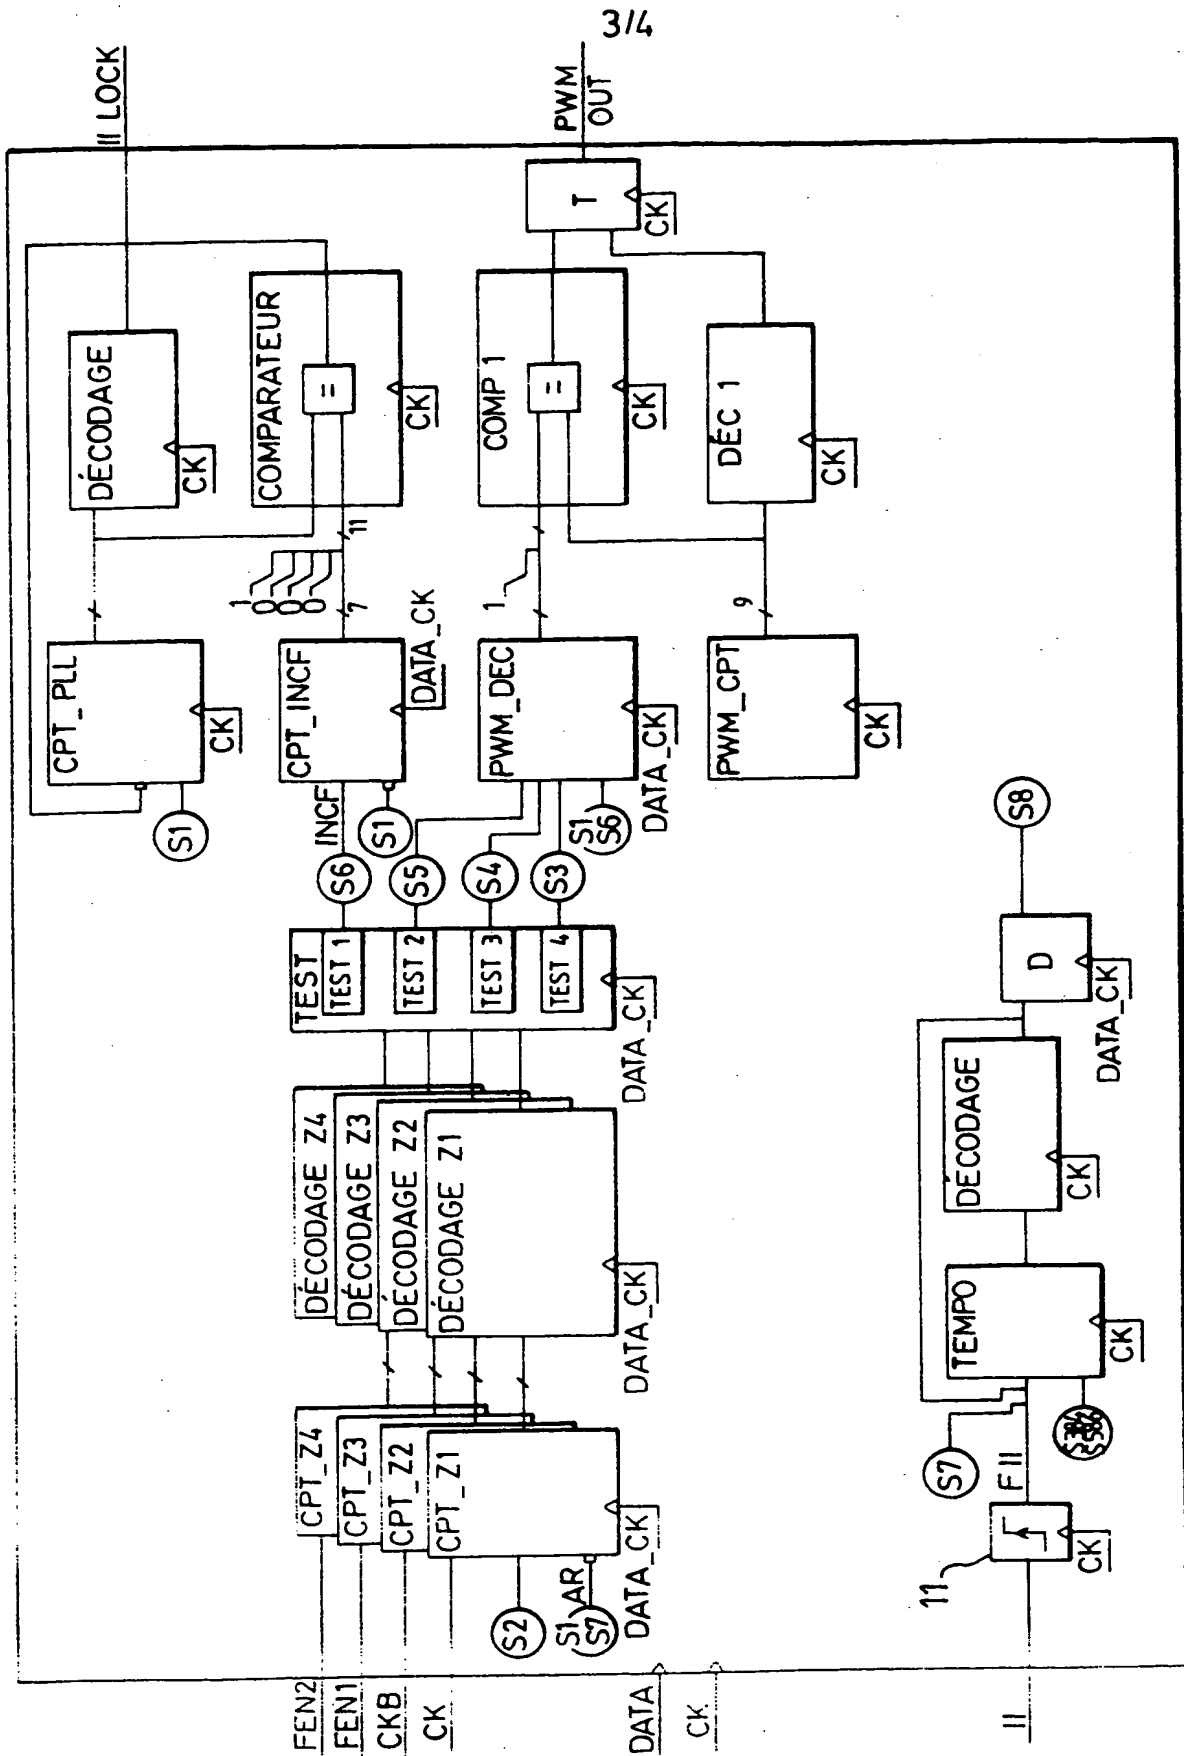 3/4
II LOCK
PWM
OUT
DÉCODAGE
CK
COMPARATEUR
=
CK
COMP 1
=
CK
DÉC 1
CK
T
CK
11
1
0
0
0
7
1
9
CPT_PLL
CK
S1
CPT_INCF
DATA_CK
INCF
S1
PWM_DEC
DATA_CK
S1
S6
PWM_CPT
CK
S6
S5
S4
S3
TEST
TEST 1
TEST 2
TEST 3
TEST 4
DATA_CK
DÉCODAGE Z4
DÉCODAGE Z3
DÉCODAGE Z2
DÉCODAGE Z1
DATA_CK
CPT_Z4
CPT_Z3
CPT_Z2
CPT_Z1
DATA_CK
S2
S1
S7
AR
FEN2
FEN1
CKB
CK
DATA
CK
II
S8
D
DATA_CK
DÉCODAGE
CK
TEMPO
CK
S7
F II
11
CK